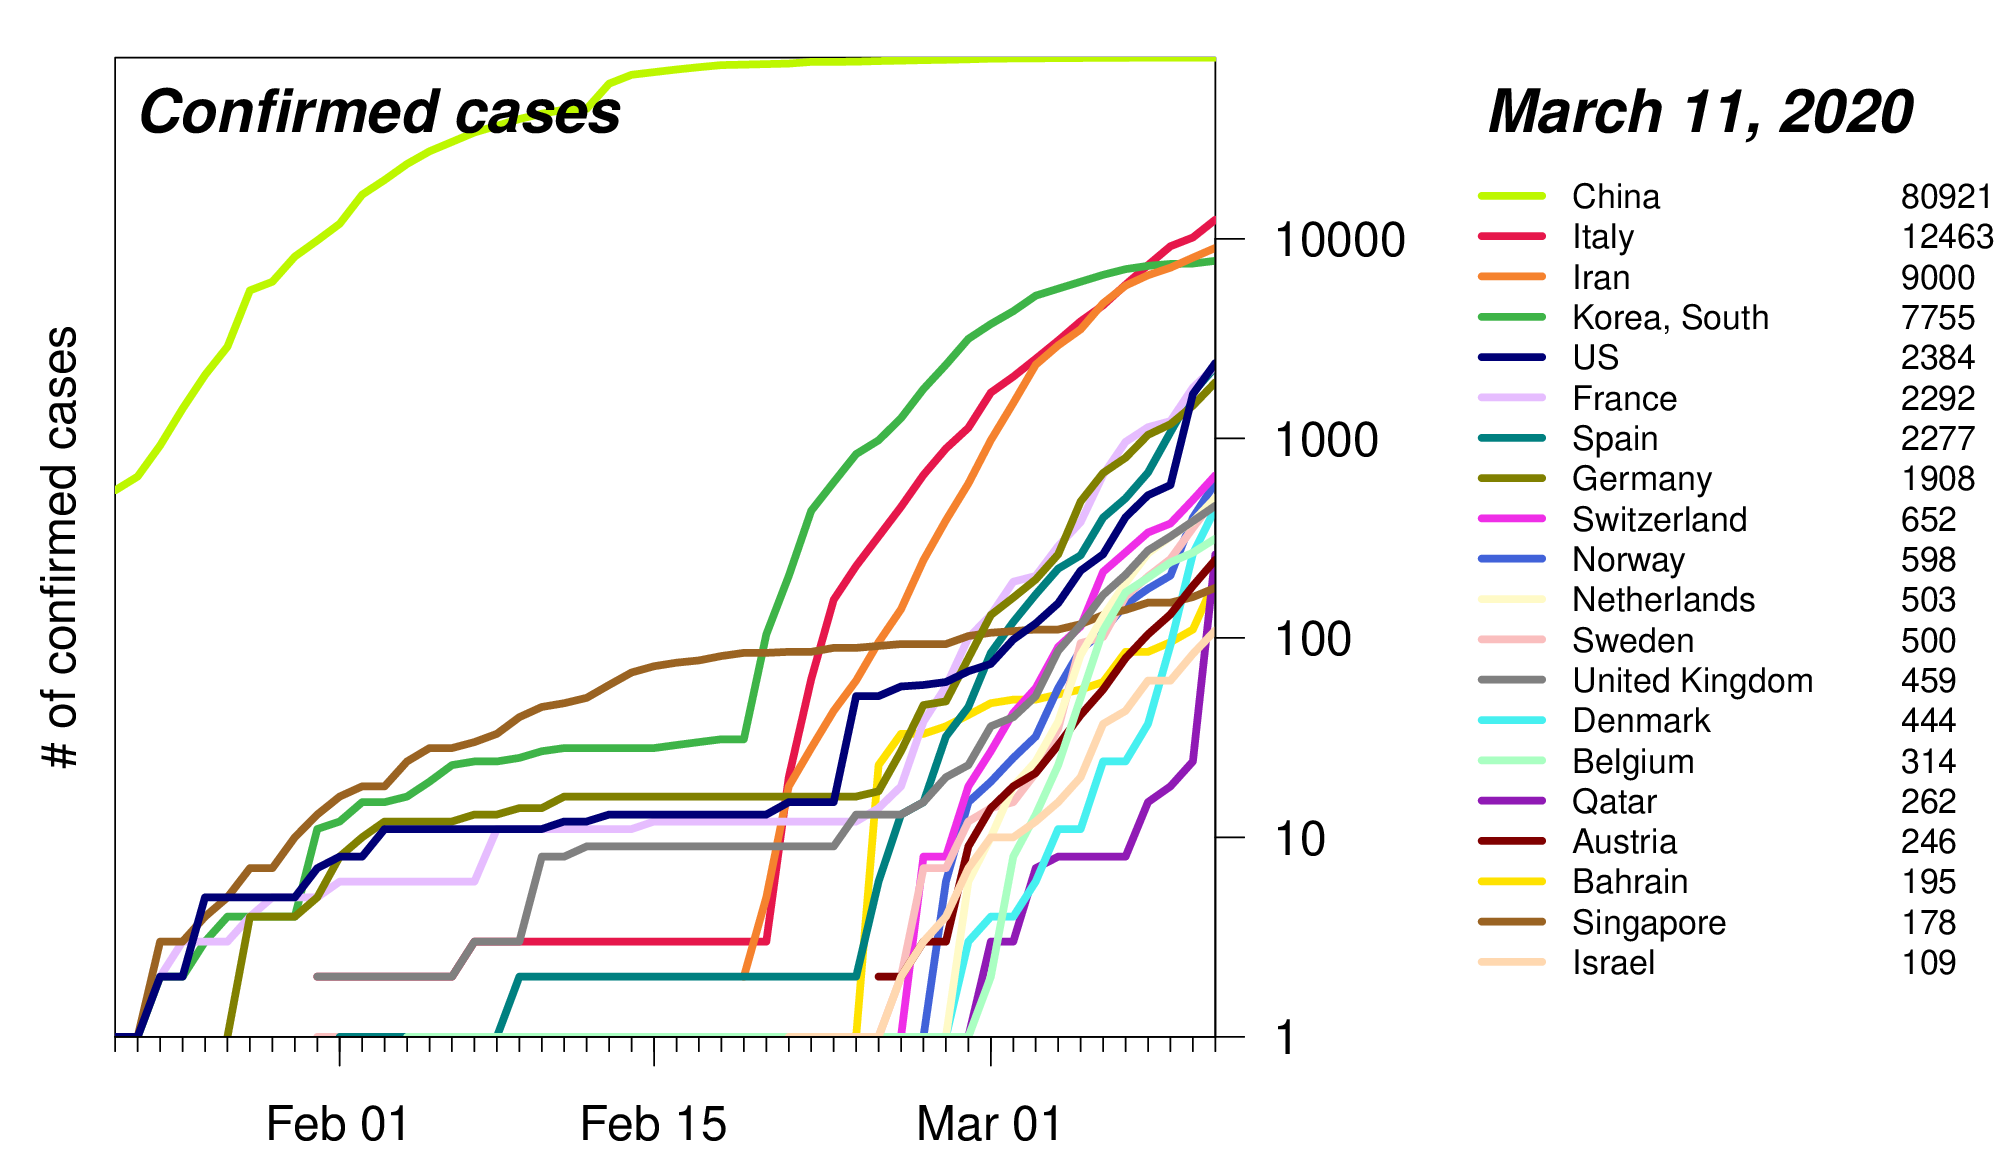 Confirmed cases
March 11, 2020
# of confirmed cases
10000
1000
100
10
1
Feb 01
Feb 15
Mar 01
China 80921
Italy 12463
Iran 9000
Korea, South 7755
US 2384
France 2292
Spain 2277
Germany 1908
Switzerland 652
Norway 598
Netherlands 503
Sweden 500
United Kingdom 459
Denmark 444
Belgium 314
Qatar 262
Austria 246
Bahrain 195
Singapore 178
Israel 109